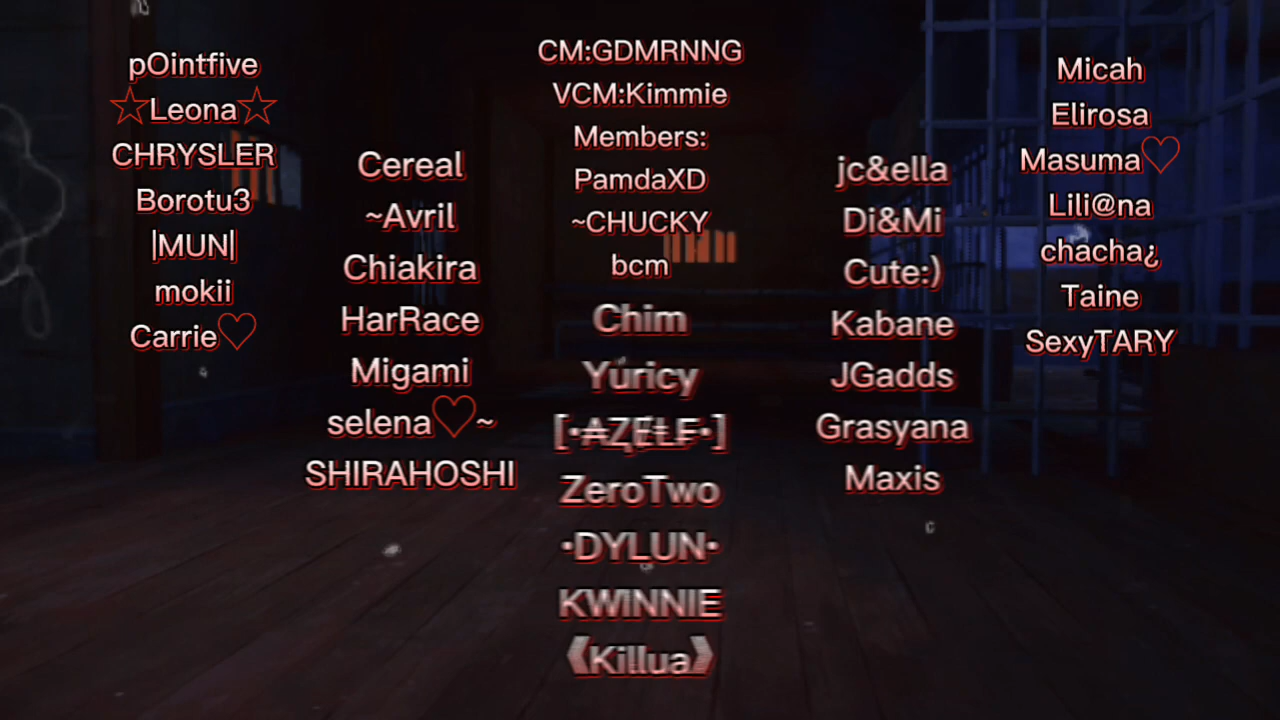 pOintfive
☆Leona☆
CHRYSLER
Borotu3
|MUN|
mokii
Carrie♡
Cereal
~Avril
Chiakira
HarRace
Migami
selena♡~
SHIRAHOSHI
CM:GDMRNNG
VCM:Kimmie
Members:
PamdaXD
~CHUCKY
bcm
Chim
Yuricy
[·AZELF·]
ZeroTwo
·DYLUN·
KWINNIE
《Killua》
jc&ella
Di&Mi
Cute:)
Kabane
JGadds
Grasyana
Maxis
Micah
Elirosa
Masuma♡
Lili@na
chacha¿
Taine
SexyTARY